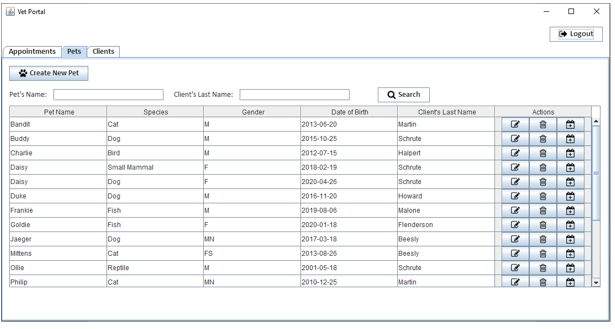 Vet Portal
Logout
Appointments Pets Clients
Create New Pet
Pet's Name: Client's Last Name: Search
Pet Name Species Gender Date of Birth Client's Last Name Actions
Bandit Cat M 2013-06-20 Martin
Buddy Dog M 2015-10-25 Schrute
Charlie Bird M 2012-07-15 Halpert
Daisy Small Mammal F 2018-02-19 Schrute
Daisy Dog F 2020-04-26 Schrute
Duke Dog M 2016-11-20 Howard
Frankie Fish M 2019-08-06 Malone
Goldie Fish F 2020-01-18 Flenderson
Jaeger Dog MN 2017-03-18 Beesly
Mittens Cat FS 2013-08-26 Beesly
Ollie Reptile M 2001-05-18 Schrute
Philip Cat MN 2010-12-25 Martin